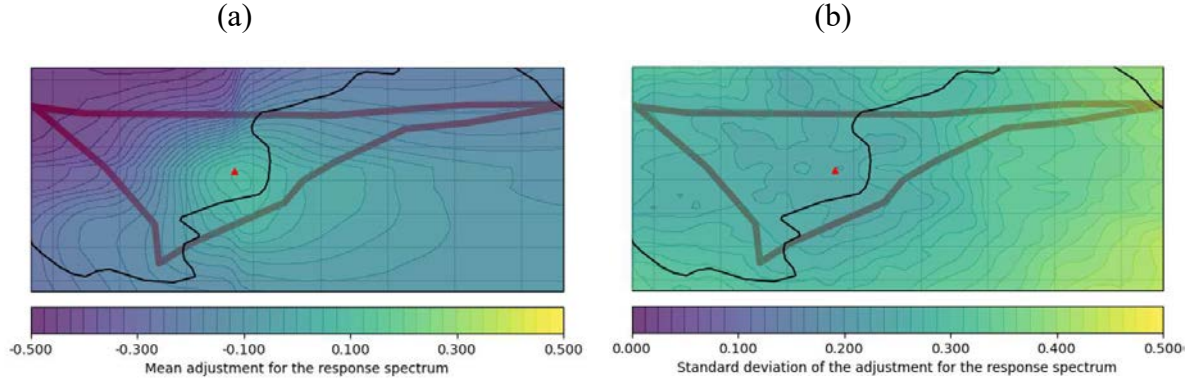 (a) (b)
-0.500 -0.300 -0.100 0.100 0.300 0.500
Mean adjustment for the response spectrum
0.000 0.100 0.200 0.300 0.400 0.500
Standard deviation of the adjustment for the response spectrum